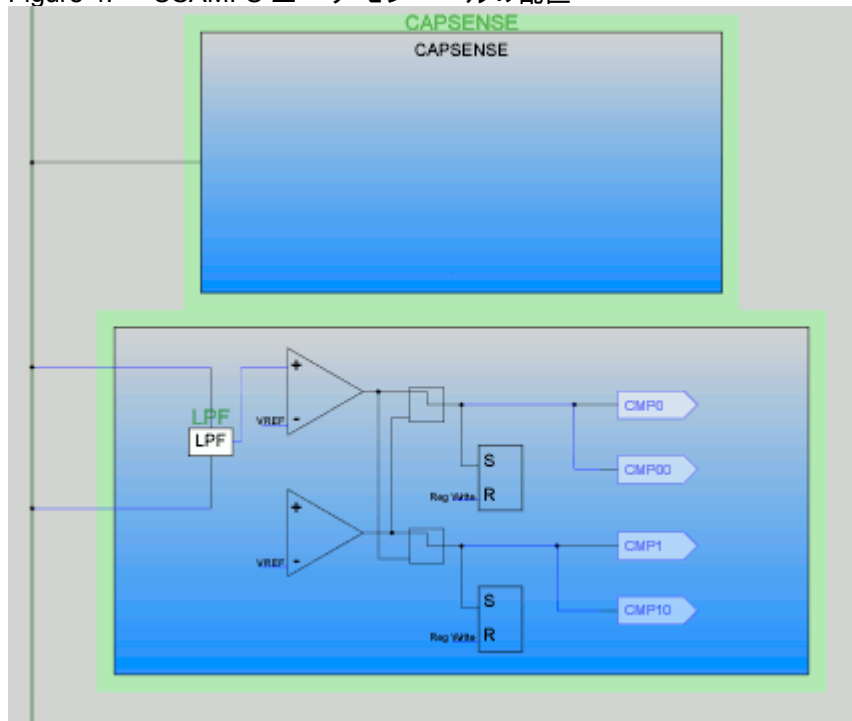 CAPSENSE
CAPSENSE
LPF
LPF
+
VREF
-
CMP0
S
Reg Write
R
CMP00
+
VREF
-
CMP1
S
Reg Write
R
CMP10